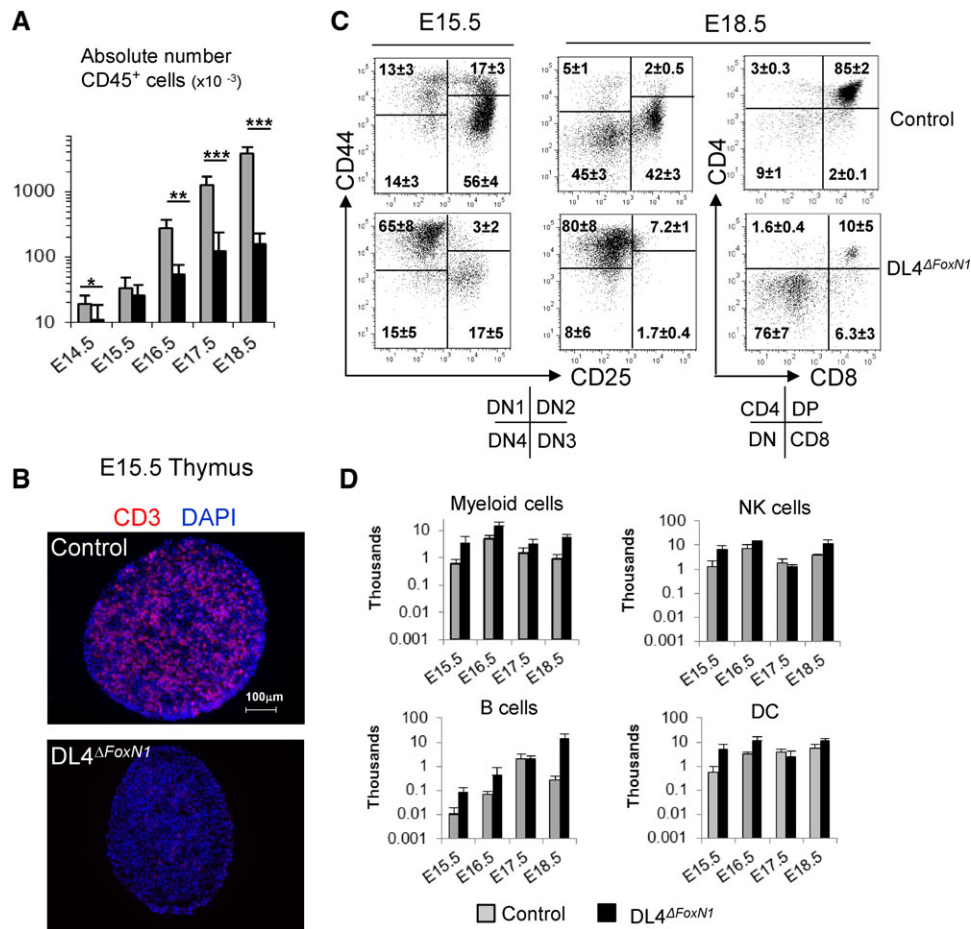 A
Absolute number
CD45+ cells (x10 -3)
1000
100
10
* ** *** ***
E14.5 E15.5 E16.5 E17.5 E18.5
B
E15.5 Thymus
CD3 DAPI
Control
100μm
DL4ΔFoxN1
C
E15.5 E18.5
13±3 17±3 5±1 2±0.5 3±0.3 85±2
14±3 56±4 45±3 42±3 9±1 2±0.1
Control
65±8 3±2 80±8 7.2±1 1.6±0.4 10±5
15±5 17±5 8±6 1.7±0.4 76±7 6.3±3
DL4ΔFoxN1
CD44 CD4
CD25 CD8
DN1 DN2
DN4 DN3
CD4 DP
DN CD8
D
Myeloid cells
Thousands
100
10
1
0.1
0.01
0.001
E15.5 E16.5 E17.5 E18.5
NK cells
Thousands
100
10
1
0.1
0.01
0.001
E15.5 E16.5 E17.5 E18.5
B cells
Thousands
100
10
1
0.1
0.01
0.001
E15.5 E16.5 E17.5 E18.5
DC
Thousands
100
10
1
0.1
0.01
0.001
E15.5 E16.5 E17.5 E18.5
Control DL4ΔFoxN1